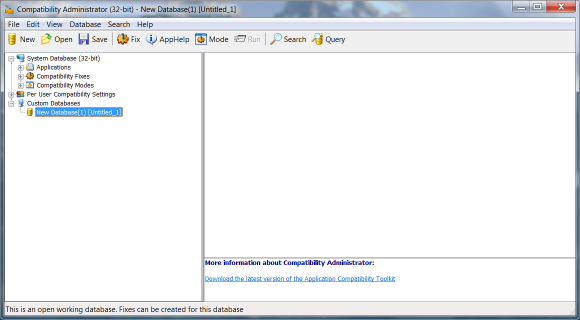 Compatibility Administrator (32-bit) - New Database(1) [Untitled_1]
File Edit View Database Search Help
New Open Save Fix AppHelp Mode Run Search Query
System Database (32-bit)
Applications
Compatibility Fixes
Compatibility Modes
Per User Compatibility Settings
Custom Databases
New Database(1) [Untitled_1]
More information about Compatibility Administrator:
Download the latest version of the Application Compatibility Toolkit
This is an open working database. Fixes can be created for this database